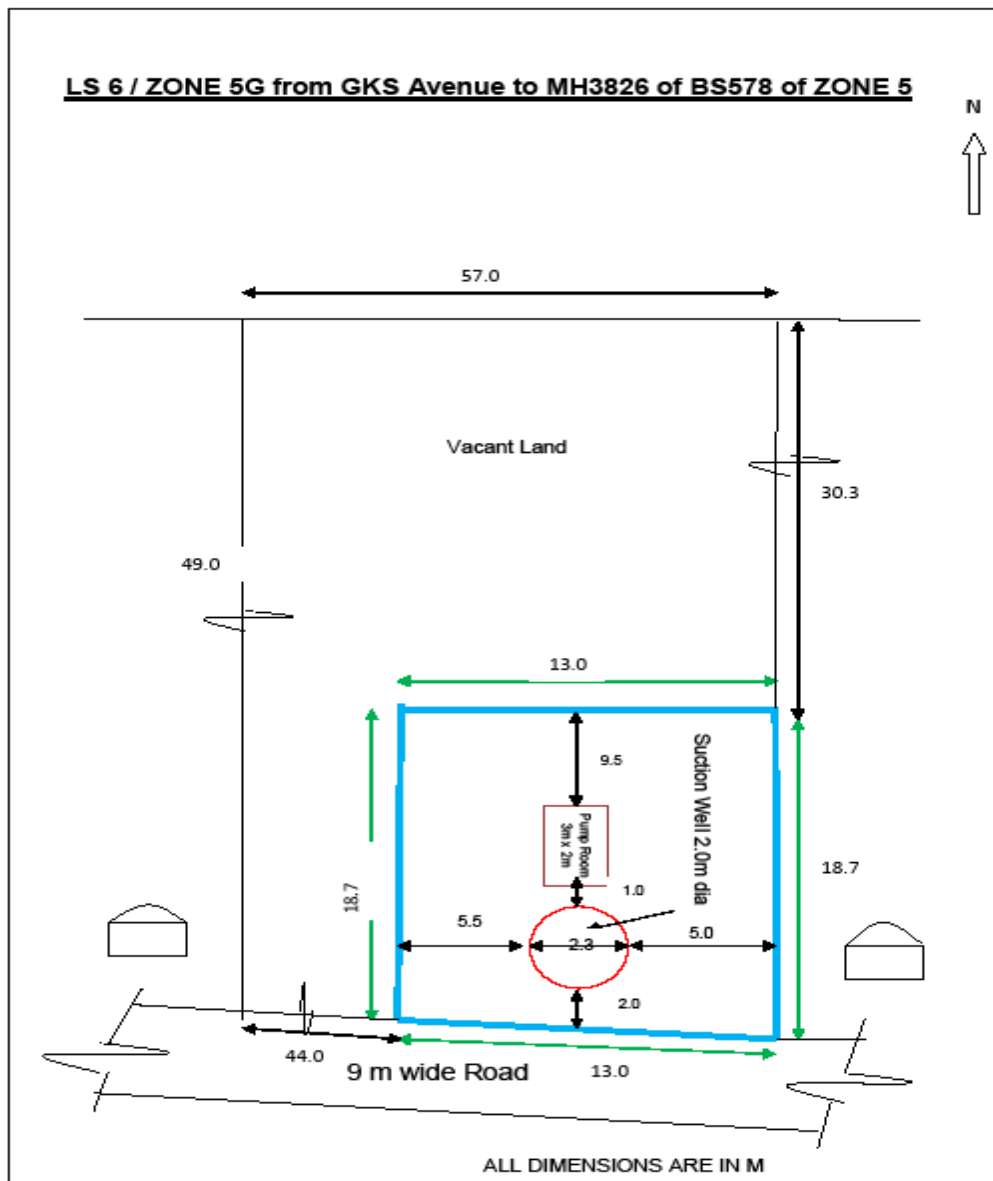 LS 6 / ZONE 5G from GKS Avenue to MH3826 of BS578 of ZONE 5
N
57.0
Vacant Land
30.3
49.0
13.0
9.5
Suction Well 2.0m dia
Pump Room
3m x 2m
18.7
18.7
1.0
5.5
2.3
5.0
2.0
44.0
9 m wide Road
13.0
ALL DIMENSIONS ARE IN M